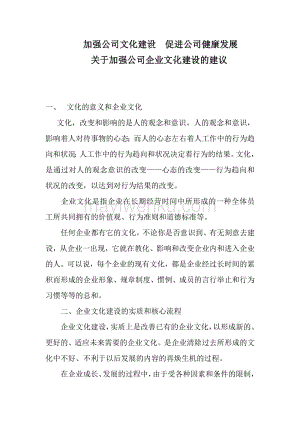 加强公司文化建设　促进公司健康发展
关于加强公司企业文化建设的建议
一、　文化的意义和企业文化
文化，改变和影响的是人的观念和意识。人的观念和意识，
影响着人对待事物的心态；而人的心态左右着人工作中的行为趋
向和状况；人工作中的行为趋向和状况决定着行为的结果。文化，
是通过对人的观念意识的改变——心态的改变——行为趋向和
状况的改变，以达到对行为结果的改变。
企业文化是指企业在长期经营时间中所形成的一种全体员
工所共同拥有的价值观、行为准则和道德标等。
任何企业都有它的文化。不论你是否意识到、有无刻意去建
设，从企业一出现，它就在教化、影响和改变企业内和进入企业
的人。可以说，每个企业的现有文化，都是企业经过长时间的累
积而形成的企业形象、规章制度、惯例、成员的言行举止和行为
习惯等等的总和。
二、企业文化建设的实质和核心流程
企业文化建设，实质上是改善已有的企业文化，以形成新的、
更好的、适应未来需要的企业文化。是企业清除过去所形成的文
化中不好、不利于以后发展的内容的再焕生机的过程。
在企业成长、发展的过程中，由于受各种因素和条件的限制，